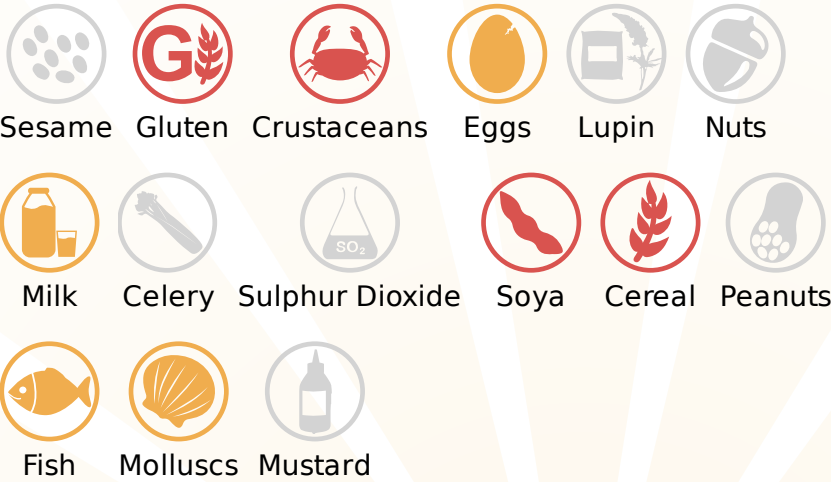 G
Sesame Gluten Crustaceans Eggs Lupin Nuts
SO₂
Milk Celery Sulphur Dioxide Soya Cereal Peanuts
Fish Molluscs Mustard